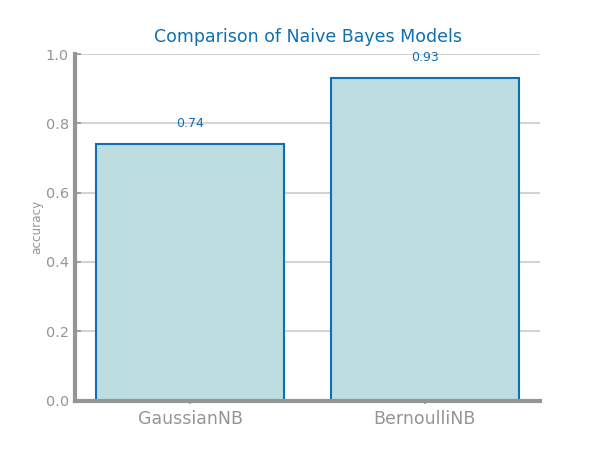 Comparison of Naive Bayes Models
1.0
0.93
0.8
0.74
0.6
accuracy
0.4
0.2
0.0
GaussianNB
BernoulliNB